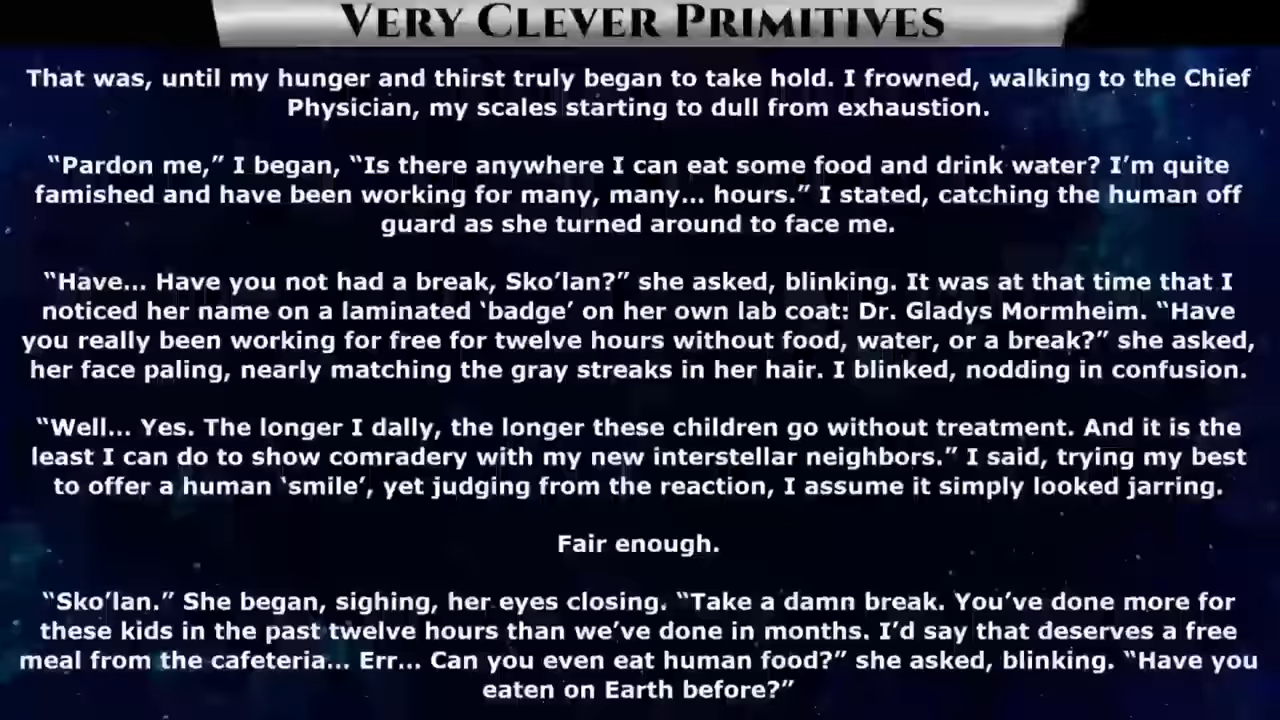 VERY CLEVER PRIMITIVES
That was, until my hunger and thirst truly began to take hold. I frowned, walking to the Chief
Physician, my scales starting to dull from exhaustion.
“Pardon me,” I began, “Is there anywhere I can eat some food and drink water? I’m quite
famished and have been working for many, many... hours.” I stated, catching the human off
guard as she turned around to face me.
“Have... Have you not had a break, Sko’lan?” she asked, blinking. It was at that time that I
noticed her name on a laminated ‘badge’ on her own lab coat: Dr. Gladys Mormheim. “Have
you really been working for free for twelve hours without food, water, or a break?” she asked,
her face paling, nearly matching the gray streaks in her hair. I blinked, nodding in confusion.
“Well... Yes. The longer I dally, the longer these children go without treatment. And it is the
least I can do to show comradery with my new interstellar neighbors.” I said, trying my best
to offer a human ‘smile’, yet judging from the reaction, I assume it simply looked jarring.
Fair enough.
“Sko’lan.” She began, sighing, her eyes closing. “Take a damn break. You’ve done more for
these kids in the past twelve hours than we’ve done in months. I’d say that deserves a free
meal from the cafeteria... Err... Can you even eat human food?” she asked, blinking. “Have you
eaten on Earth before?”